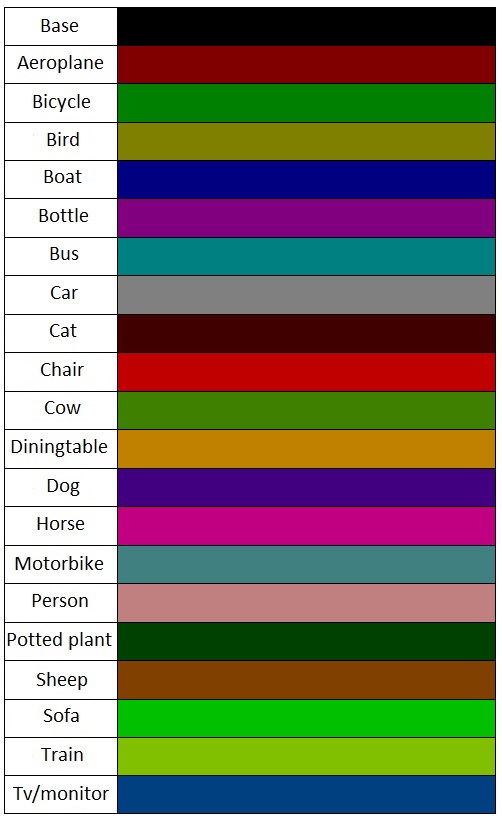 Base
Aeroplane
Bicycle
Bird
Boat
Bottle
Bus
Car
Cat
Chair
Cow
Diningtable
Dog
Horse
Motorbike
Person
Potted plant
Sheep
Sofa
Train
Tv/monitor